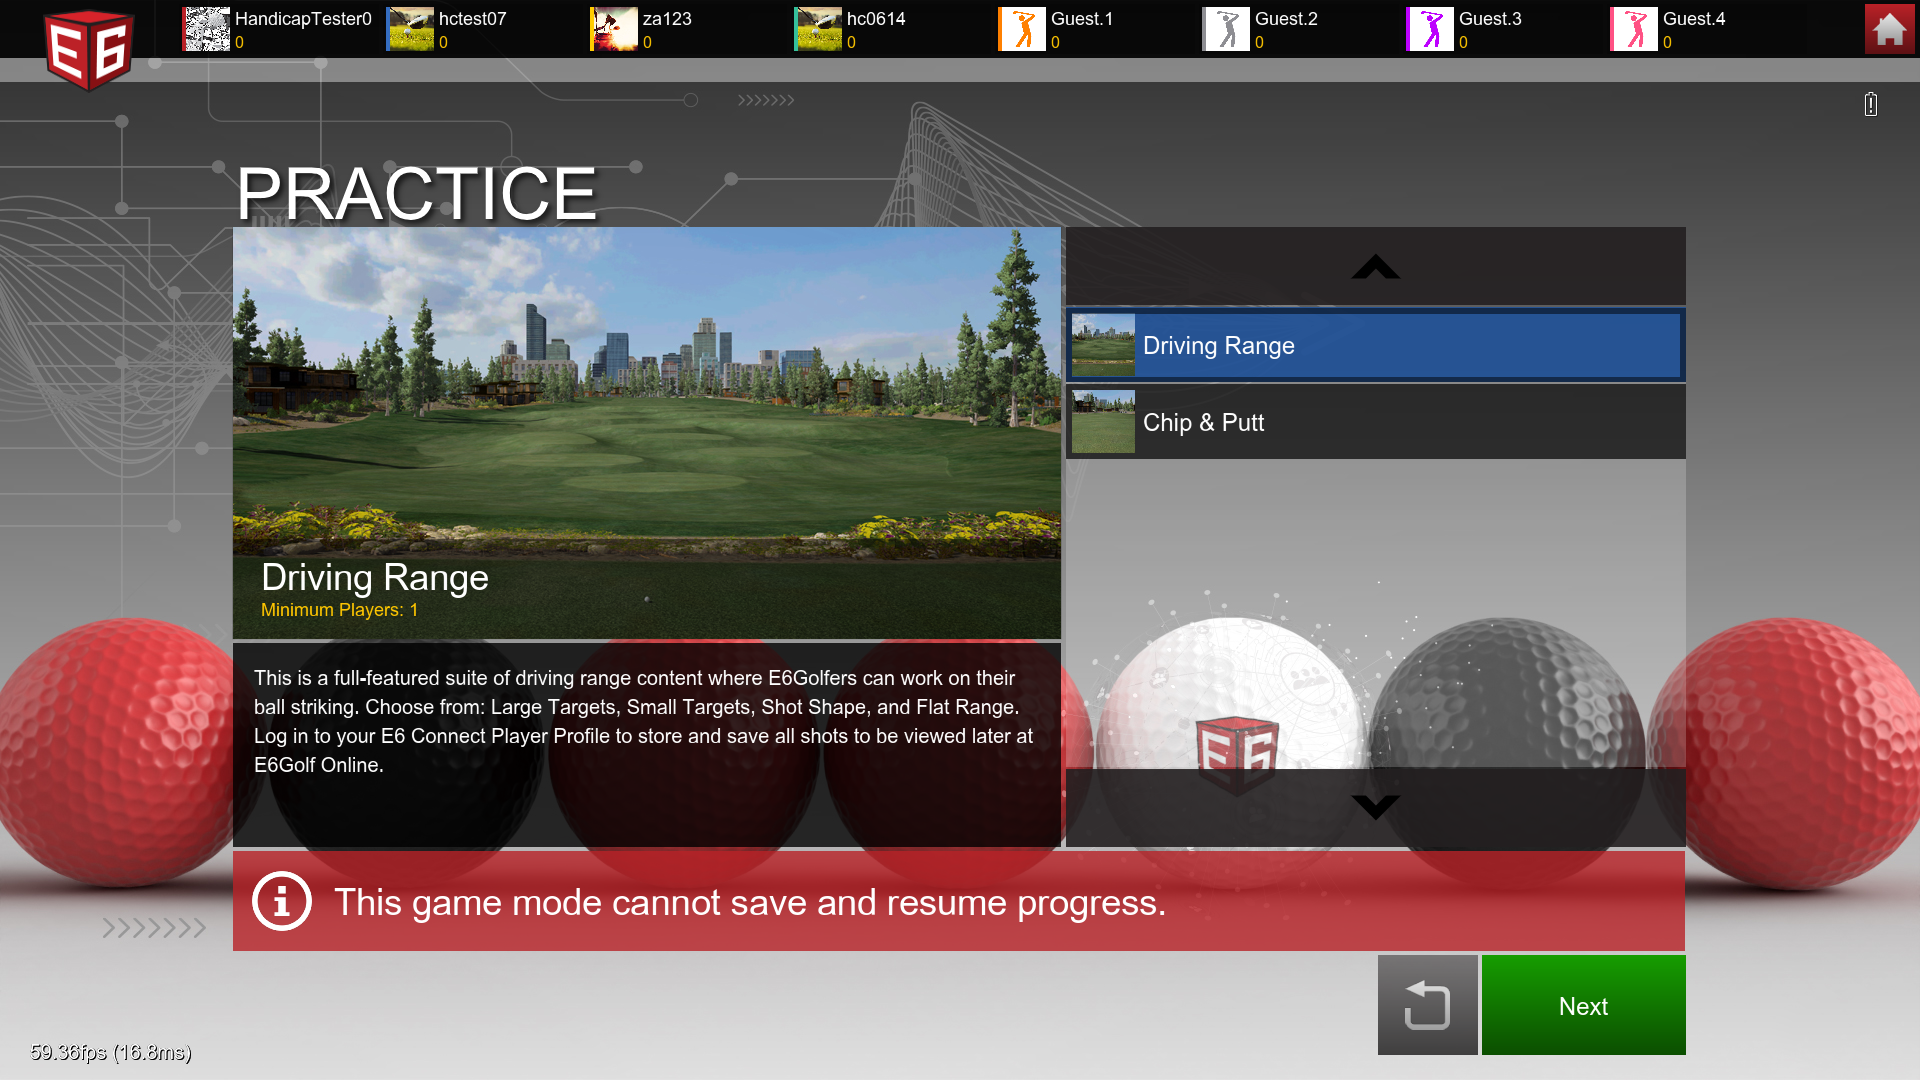 E6
HandicapTester0
0
hctest07
0
za123
0
hc0614
0
Guest.1
0
Guest.2
0
Guest.3
0
Guest.4
0
PRACTICE
Driving Range
Minimum Players: 1
This is a full-featured suite of driving range content where E6Golfers can work on their
ball striking. Choose from: Large Targets, Small Targets, Shot Shape, and Flat Range.
Log in to your E6 Connect Player Profile to store and save all shots to be viewed later at
E6Golf Online.
Driving Range
Chip & Putt
E6
This game mode cannot save and resume progress.
Next
59.36fps (16.8ms)